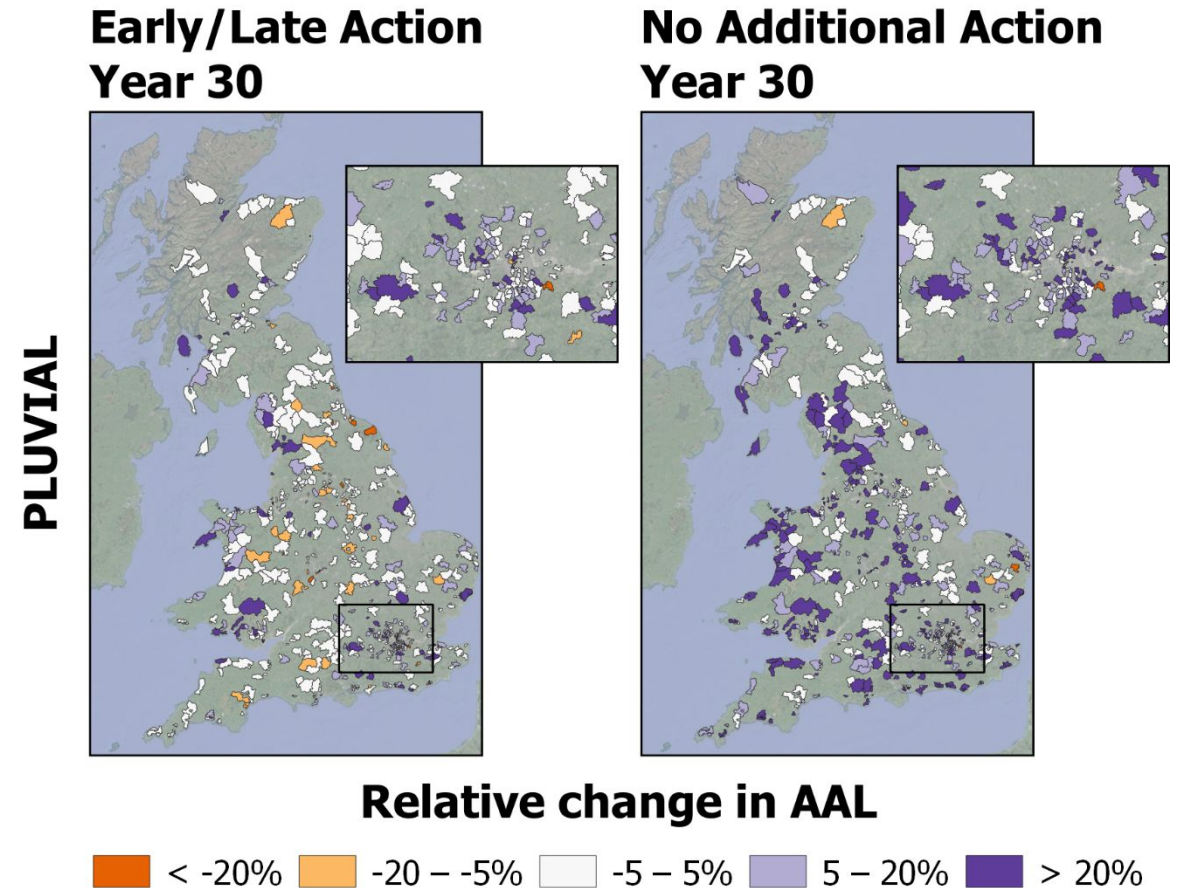 Early/Late Action
Year 30
No Additional Action
Year 30
PLUVIAL
Relative change in AAL
< -20%
-20 – -5%
-5 – 5%
5 – 20%
> 20%